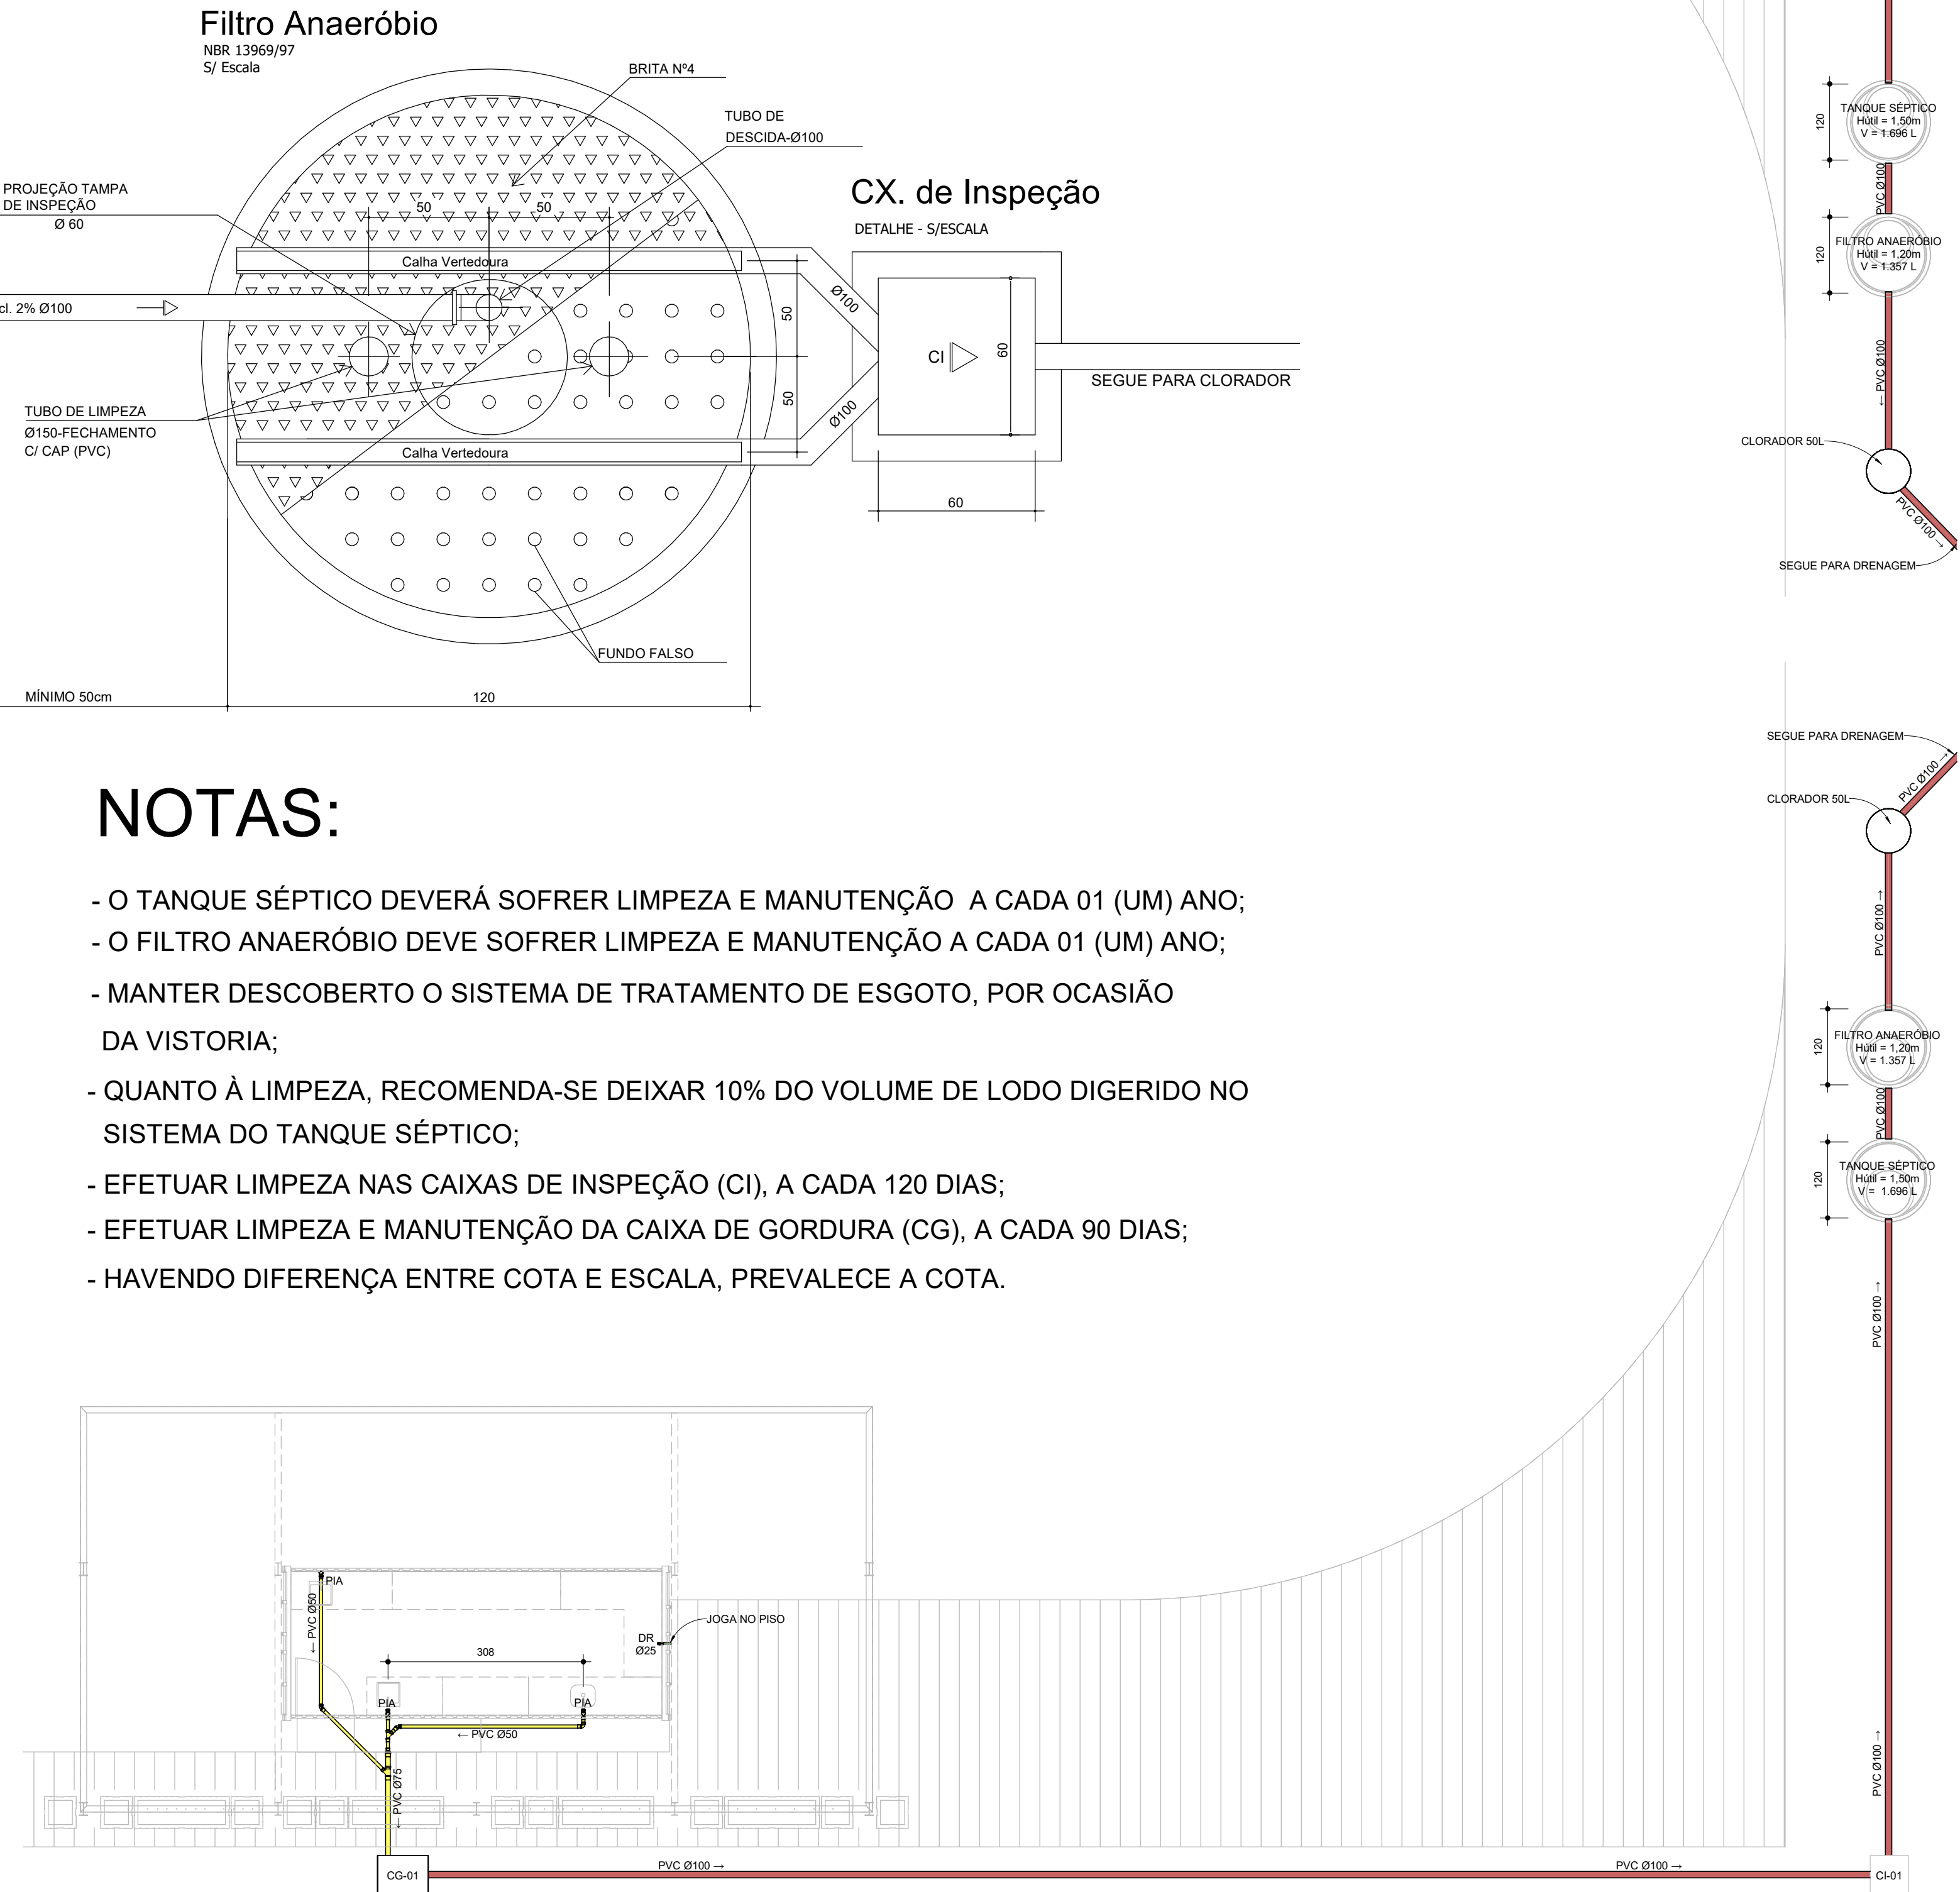 Filtro Anaeróbio
NBR 13969/97
S/ Escala
BRITA Nº4
TUBO DE
DESCIDA-Ø100
PROJEÇÃO TAMPA
DE INSPEÇÃO
Ø 60
50
50
Calha Vertedoura
cl. 2% Ø100
TUBO DE LIMPEZA
Ø150-FECHAMENTO
C/ CAP (PVC)
Calha Vertedoura
50
50
Ø100
Ø100
FUNDO FALSO
MÍNIMO 50cm
120
CX. de Inspeção
DETALHE - S/ESCALA
CI
60
60
SEGUE PARA CLORADOR
TANQUE SÉPTICO
Hútil = 1,50m
V = 1.696 L
120
PVC Ø100
FILTRO ANAERÓBIO
Hútil = 1,20m
V = 1.357 L
120
← PVC Ø100
CLORADOR 50L
PVC Ø100 →
SEGUE PARA DRENAGEM
SEGUE PARA DRENAGEM
PVC Ø100 →
CLORADOR 50L
PVC Ø100 →
FILTRO ANAERÓBIO
Hútil = 1,20m
V = 1.357 L
120
PVC Ø100
TANQUE SÉPTICO
Hútil = 1,50m
V = 1.696 L
120
PVC Ø100 →
PVC Ø100 →
NOTAS:
- O TANQUE SÉPTICO DEVERÁ SOFRER LIMPEZA E MANUTENÇÃO A CADA 01 (UM) ANO;
- O FILTRO ANAERÓBIO DEVE SOFRER LIMPEZA E MANUTENÇÃO A CADA 01 (UM) ANO;
- MANTER DESCOBERTO O SISTEMA DE TRATAMENTO DE ESGOTO, POR OCASIÃO
DA VISTORIA;
- QUANTO À LIMPEZA, RECOMENDA-SE DEIXAR 10% DO VOLUME DE LODO DIGERIDO NO
SISTEMA DO TANQUE SÉPTICO;
- EFETUAR LIMPEZA NAS CAIXAS DE INSPEÇÃO (CI), A CADA 120 DIAS;
- EFETUAR LIMPEZA E MANUTENÇÃO DA CAIXA DE GORDURA (CG), A CADA 90 DIAS;
- HAVENDO DIFERENÇA ENTRE COTA E ESCALA, PREVALECE A COTA.
PIA
← PVC Ø50
JOGA NO PISO
DR
Ø25
308
PIA
PIA
← PVC Ø50
← PVC Ø75
CG-01
PVC Ø100 →
PVC Ø100 →
CI-01